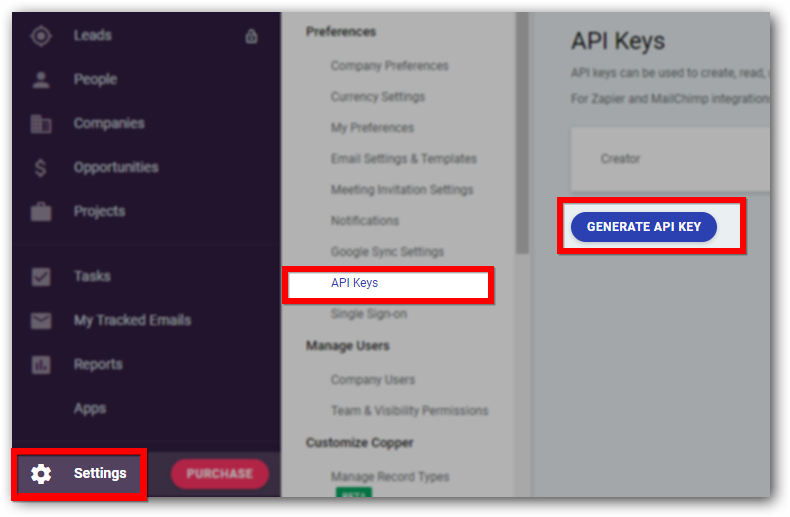 Leads
People
Companies
Opportunities
Projects
Tasks
My Tracked Emails
Reports
Apps
Settings
PURCHASE
Preferences
Company Preferences
Currency Settings
My Preferences
Email Settings & Templates
Meeting Invitation Settings
Notifications
Google Sync Settings
API Keys
Single Sign-on
Manage Users
Company Users
Team & Visibility Permissions
Customize Copper
Manage Record Types
BETA
API Keys
API keys can be used to create, read,
For Zapier and MailChimp integrations
Creator
GENERATE API KEY